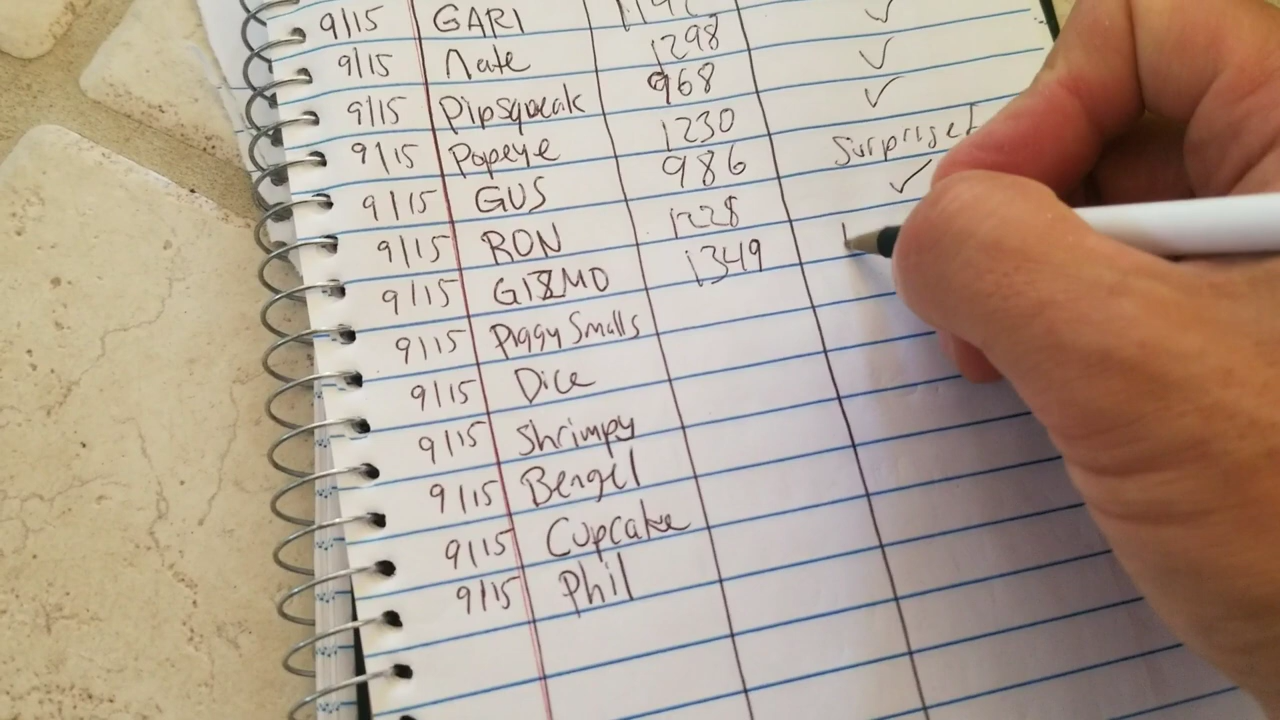 9/15 GARI ✓
9/15 Nate 1298 ✓
9/15 Pipsqueak 968 ✓
9/15 Popeye 1230 Surprise!
9/15 GUS 986 ✓
9/15 RON 1228
9/15 GIZMO 1349
9/15 Piggy Smalls
9/15 Dice
9/15 Shrimpy
9/15 Bengel
9/15 Cupcake
9/15 Phil